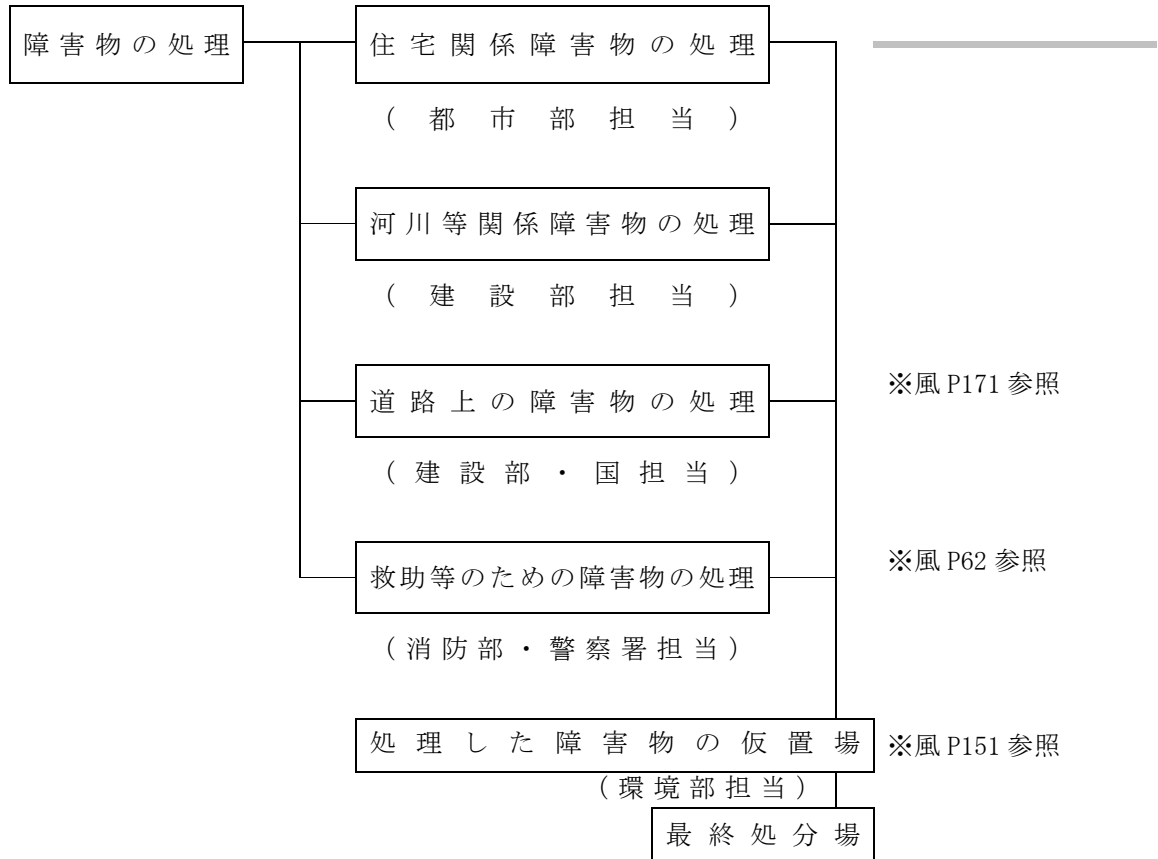 障害物の処理
住宅関係障害物の処理
（都市部担当）
河川等関係障害物の処理
（建設部担当）
道路上の障害物の処理
※風 P171 参照
（建設部・国担当）
救助等のための障害物の処理
※風 P62 参照
（消防部・警察署担当）
処理した障害物の仮置場
※風 P151 参照
（環境部担当）
最終処分場